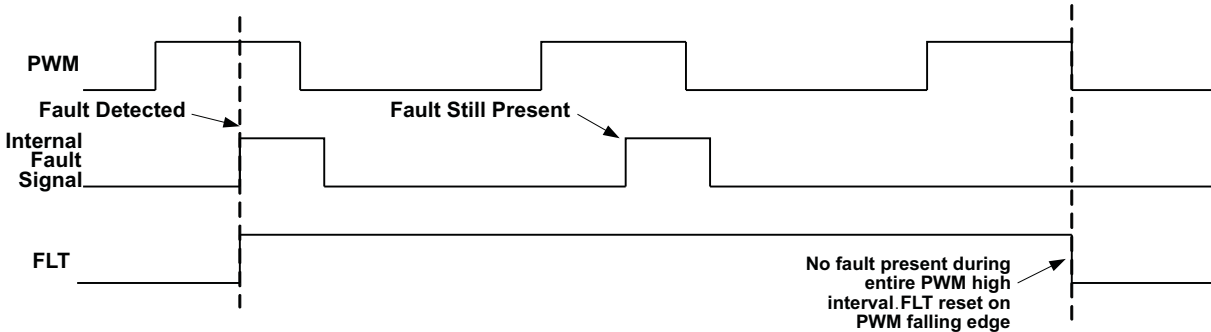 PWM
Fault Detected
Fault Still Present
Internal
Fault
Signal
FLT
No fault present during
entire PWM high
interval.FLT reset on
PWM falling edge